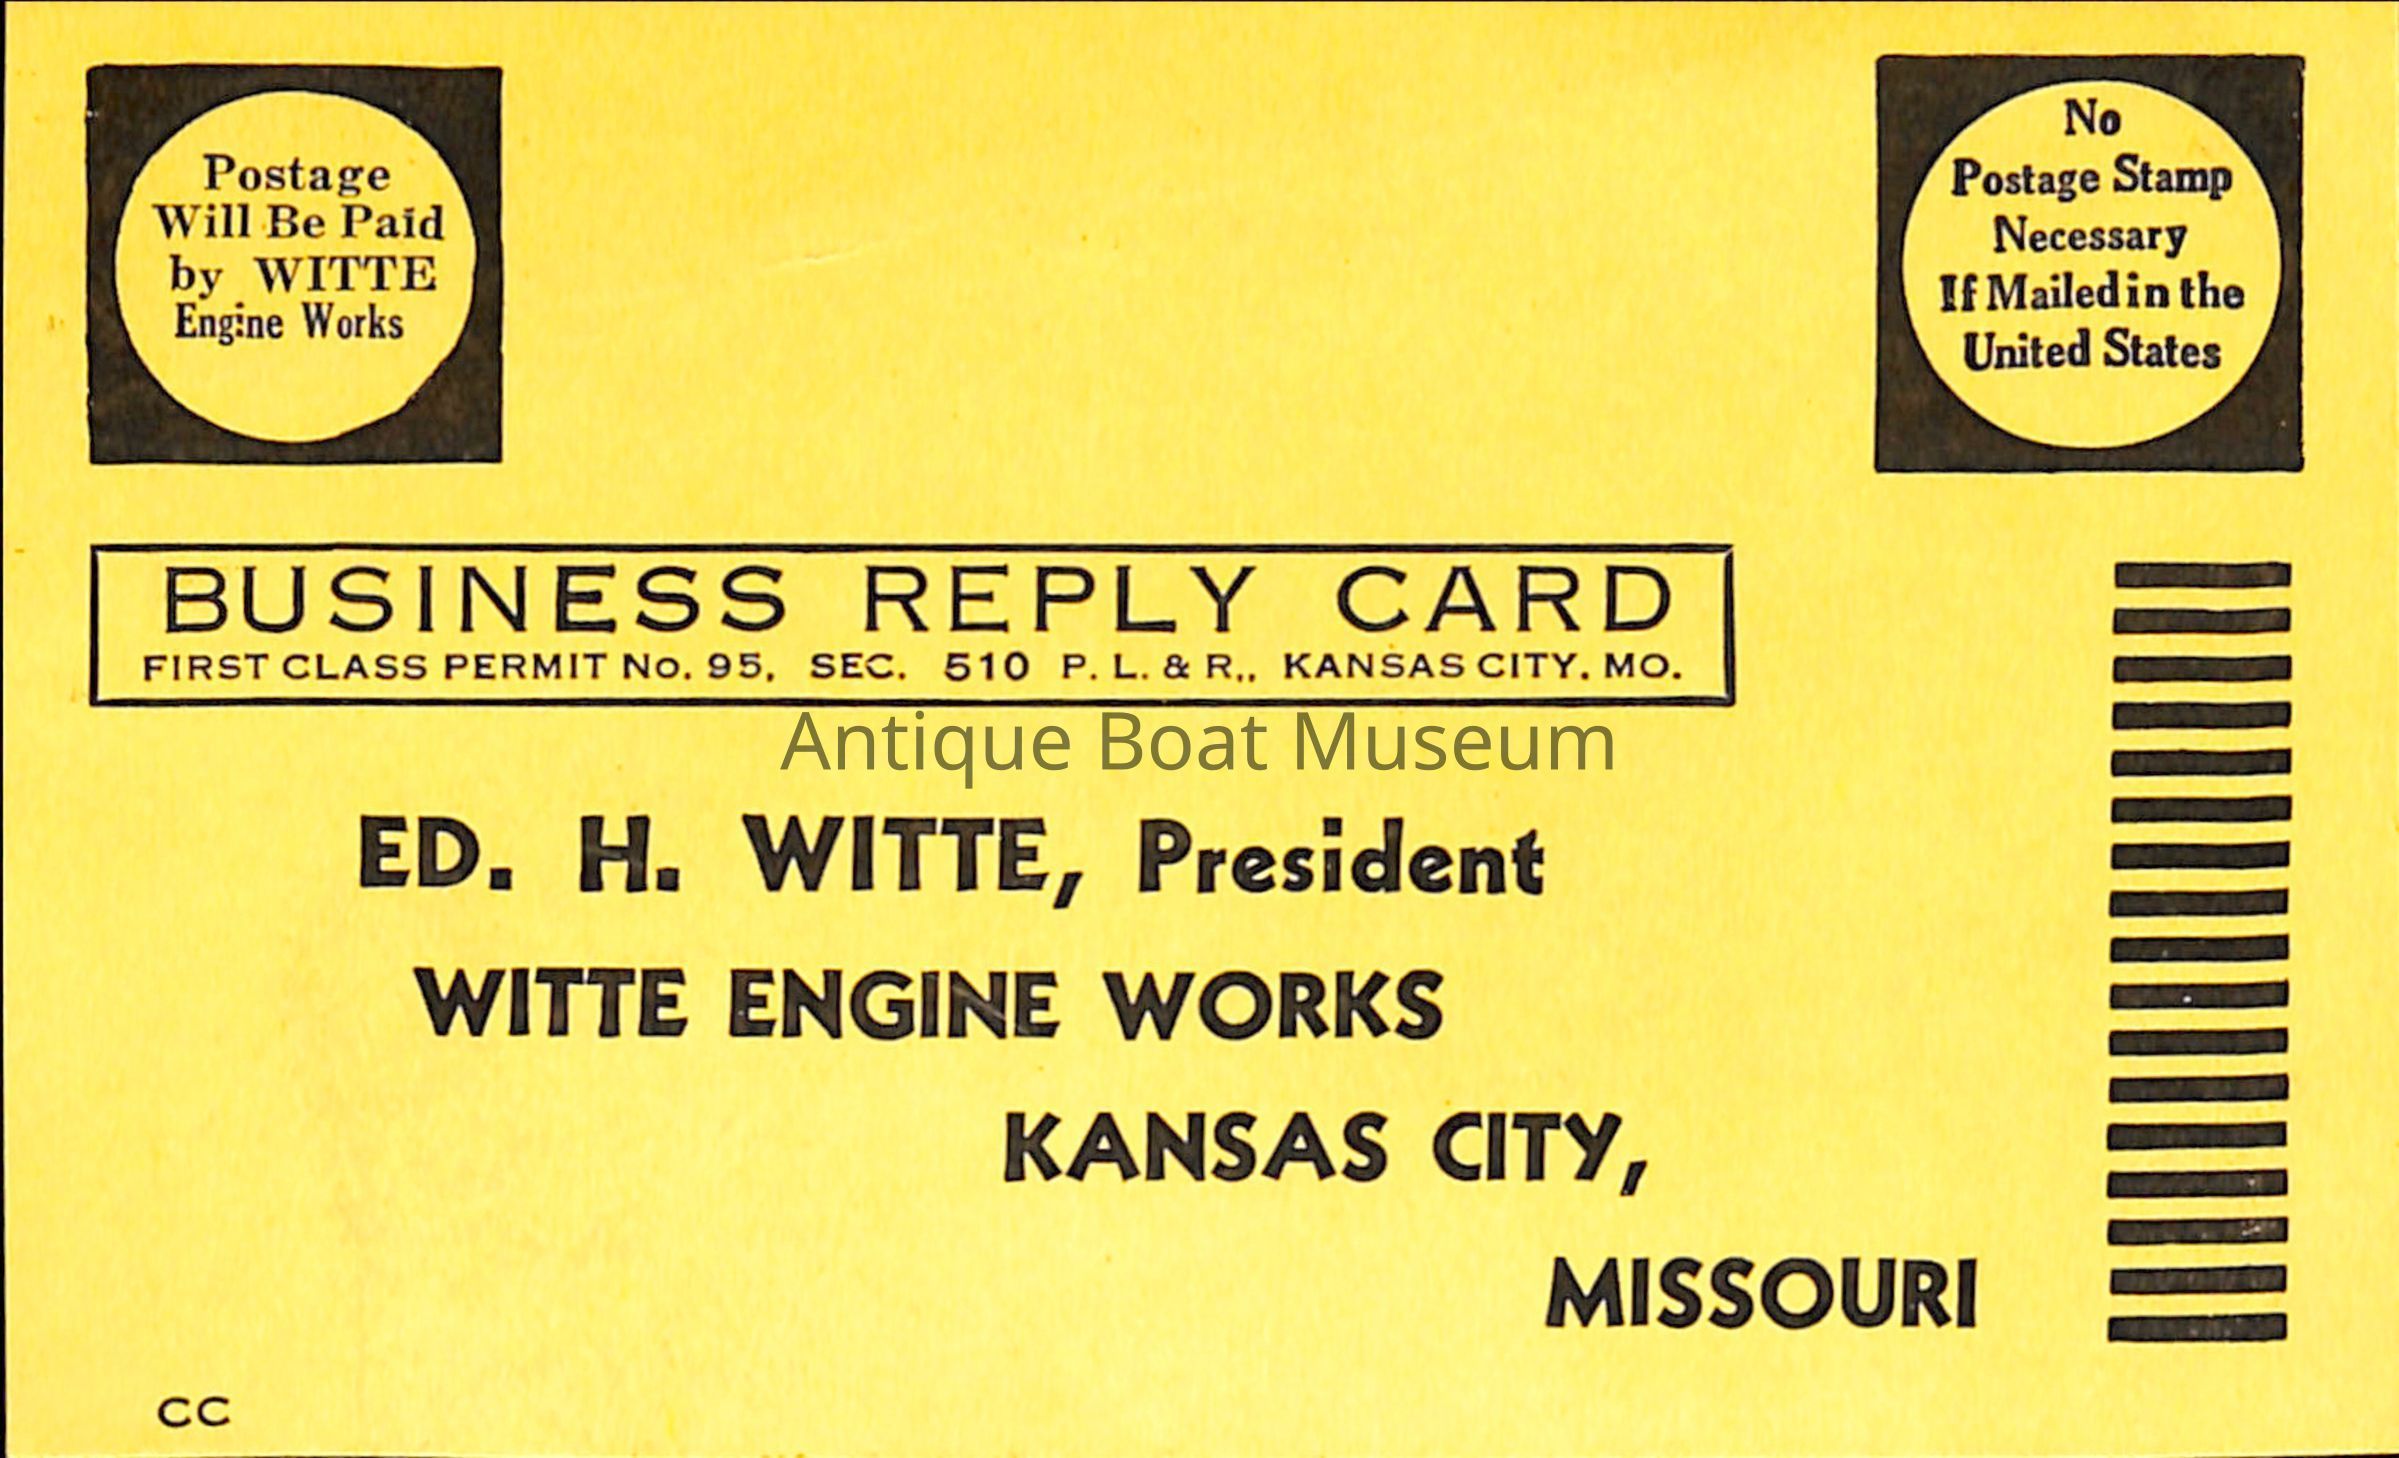 Postage
Will Be Paid
by WITTE
Engine Works
No
Postage Stamp
Necessary
If Mailed in the
United States
BUSINESS REPLY CARD
FIRST CLASS PERMIT No. 95, SEC. 510 P. L. & R,, KANSAS CITY. MO.
Antique Boat Museum
ED. H. WITTE, President
WITTE ENGINE WORKS
KANSAS CITY,
MISSOURI
CC